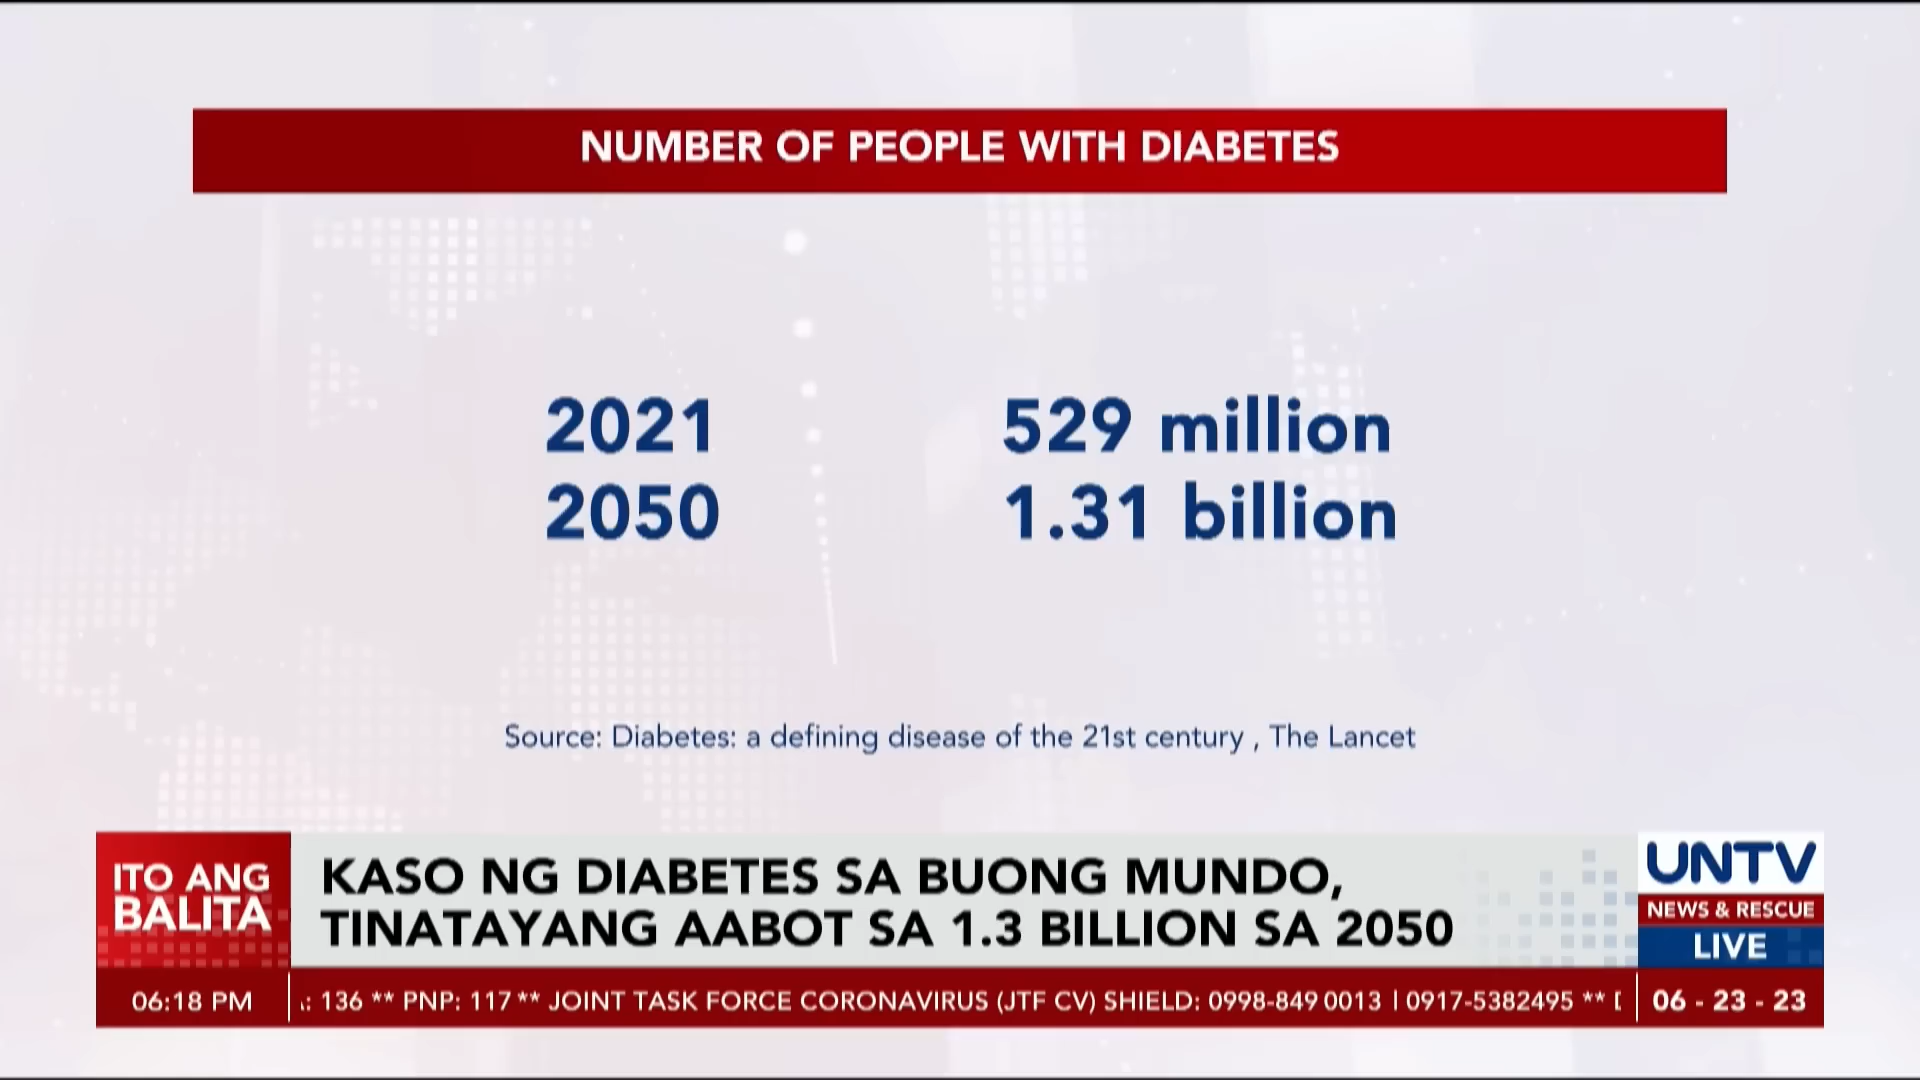 NUMBER OF PEOPLE WITH DIABETES
2021 529 million
2050 1.31 billion
Source: Diabetes: a defining disease of the 21st century , The Lancet
ITO ANG
BALITA
KASO NG DIABETES SA BUONG MUNDO,
TINATAYANG AABOT SA 1.3 BILLION SA 2050
UNTV
NEWS & RESCUE
LIVE
06:18 PM
: 136 ** PNP: 117 ** JOINT TASK FORCE CORONAVIRUS (JTF CV) SHIELD: 0998-849 0013 | 0917-5382495 **
06 - 23 - 23